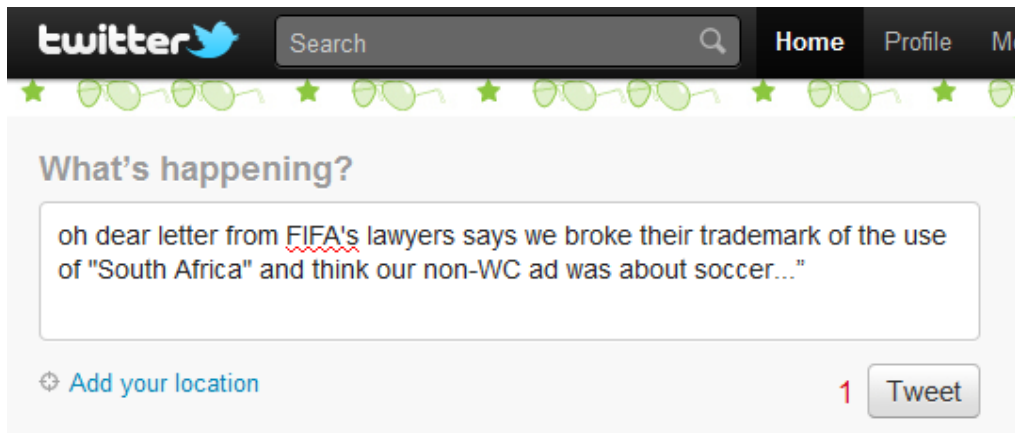 twitter Search Home Profile
What's happening?
oh dear letter from FIFA's lawyers says we broke their trademark of the use
of "South Africa" and think our non-WC ad was about soccer...”
Add your location 1 Tweet